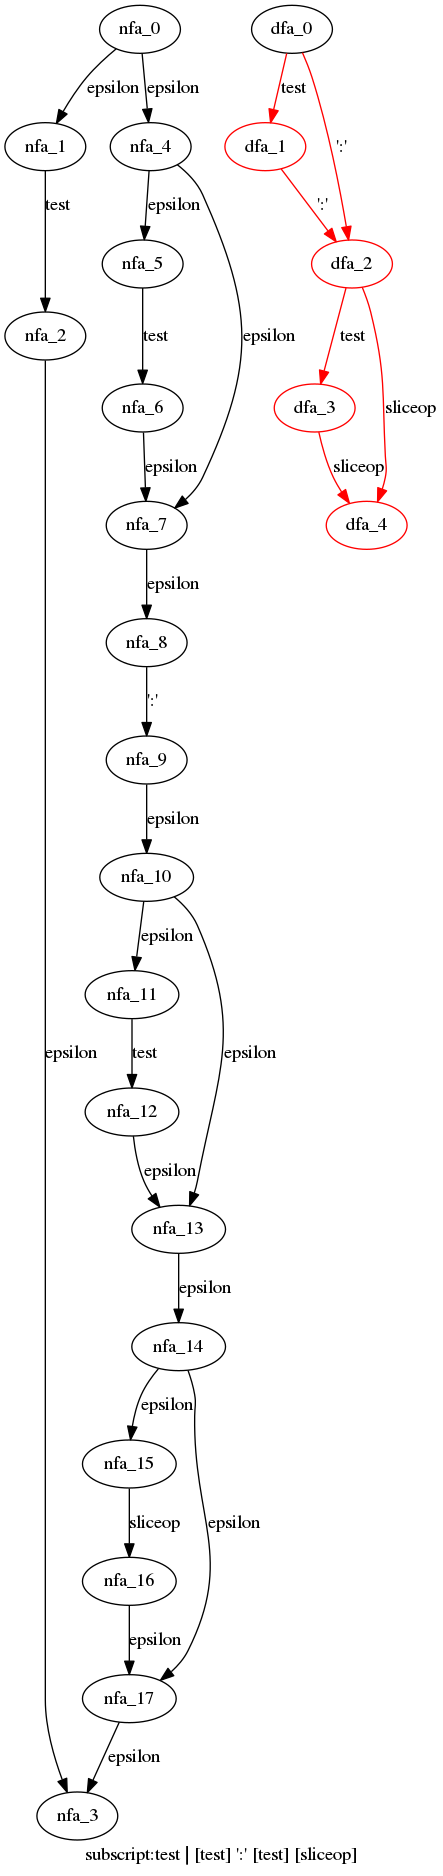 nfa_0 dfa_0
epsilon epsilon test
nfa_1 nfa_4 dfa_1 ':'
test epsilon ':'
nfa_5 dfa_2
nfa_2 test epsilon test
nfa_6 dfa_3 sliceop
epsilon sliceop
nfa_7 dfa_4
epsilon
nfa_8
':'
nfa_9
epsilon
nfa_10
epsilon
nfa_11
epsilon test epsilon
nfa_12
epsilon
nfa_13
epsilon
nfa_14
epsilon
nfa_15
sliceop epsilon
nfa_16
epsilon
nfa_17
epsilon
nfa_3
subscript:test | [test] ':' [test] [sliceop]